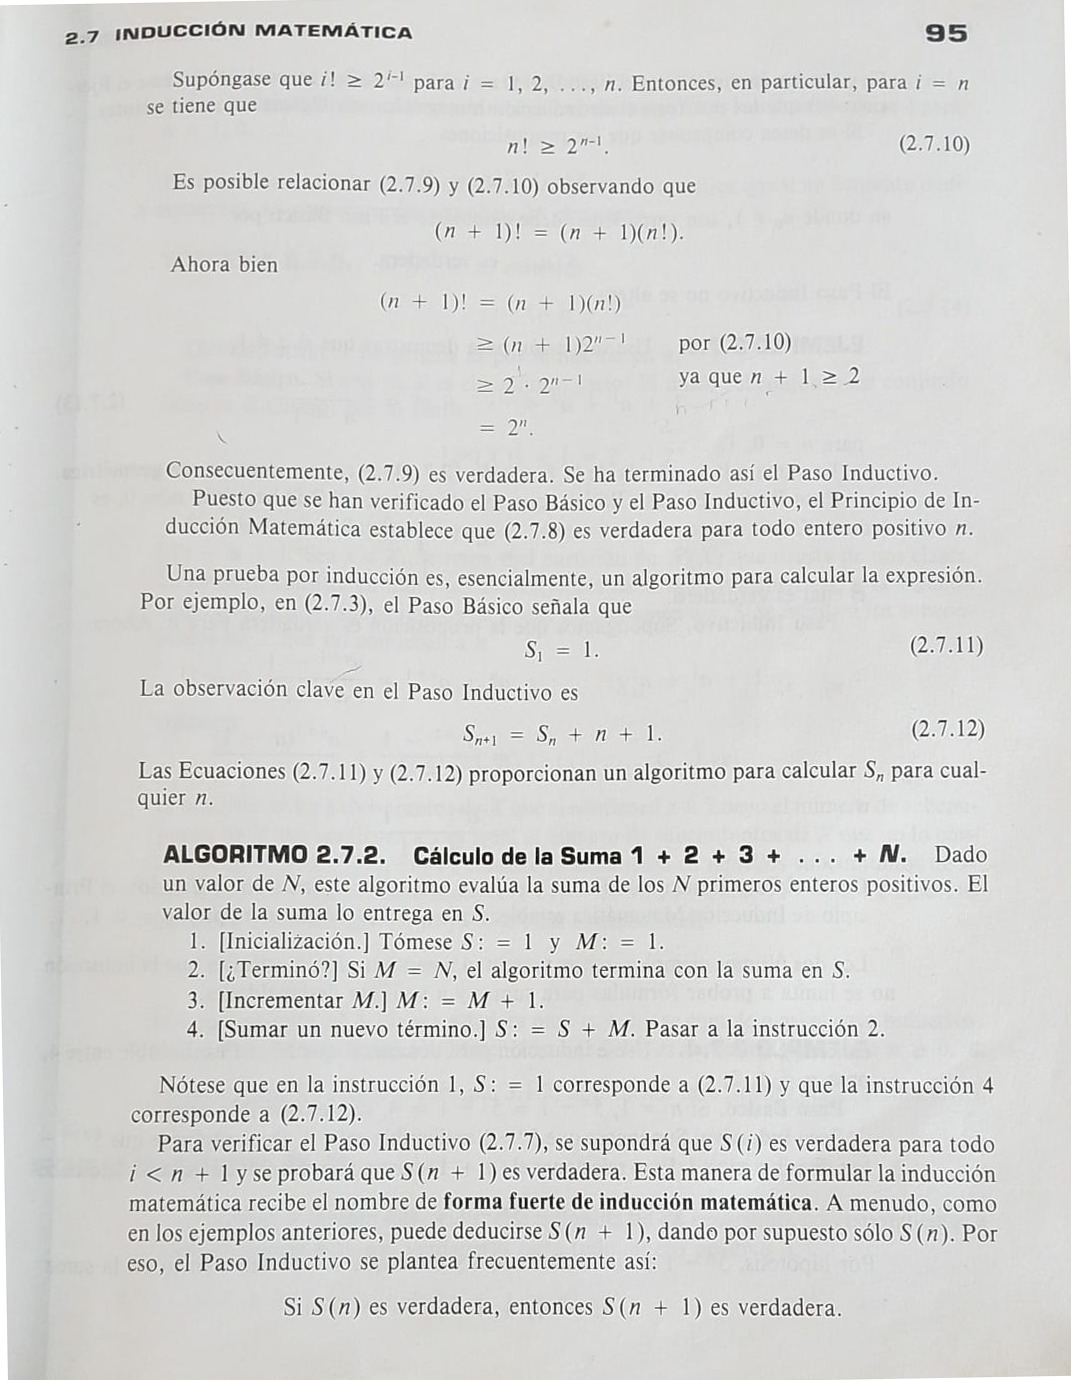 2.7 INDUCCIÓN MATEMÁTICA 95
Supóngase que i! ≥ 2^{i-1} para i = 1, 2, . . ., n. Entonces, en particular, para i = n
se tiene que
n! ≥ 2^{n-1}. (2.7.10)
Es posible relacionar (2.7.9) y (2.7.10) observando que
(n + 1)! = (n + 1)(n!).
Ahora bien
(n + 1)! = (n + 1)(n!)
≥ (n + 1)2^{n-1} por (2.7.10)
≥ 2 · 2^{n-1} ya que n + 1 ≥ 2
= 2^n.
Consecuentemente, (2.7.9) es verdadera. Se ha terminado así el Paso Inductivo.
Puesto que se han verificado el Paso Básico y el Paso Inductivo, el Principio de In-
ducción Matemática establece que (2.7.8) es verdadera para todo entero positivo n.
Una prueba por inducción es, esencialmente, un algoritmo para calcular la expresión.
Por ejemplo, en (2.7.3), el Paso Básico señala que
S_1 = 1. (2.7.11)
La observación clave en el Paso Inductivo es
S_{n+1} = S_n + n + 1. (2.7.12)
Las Ecuaciones (2.7.11) y (2.7.12) proporcionan un algoritmo para calcular S_n para cual-
quier n.
ALGORITMO 2.7.2. Cálculo de la Suma 1 + 2 + 3 + . . . + N. Dado
un valor de N, este algoritmo evalúa la suma de los N primeros enteros positivos. El
valor de la suma lo entrega en S.
1. [Inicialización.] Tómese S: = 1 y M: = 1.
2. [¿Terminó?] Si M = N, el algoritmo termina con la suma en S.
3. [Incrementar M.] M: = M + 1.
4. [Sumar un nuevo término.] S: = S + M. Pasar a la instrucción 2.
Nótese que en la instrucción 1, S: = 1 corresponde a (2.7.11) y que la instrucción 4
corresponde a (2.7.12).
Para verificar el Paso Inductivo (2.7.7), se supondrá que S(i) es verdadera para todo
i < n + 1 y se probará que S(n + 1) es verdadera. Esta manera de formular la inducción
matemática recibe el nombre de forma fuerte de inducción matemática. A menudo, como
en los ejemplos anteriores, puede deducirse S(n + 1), dando por supuesto sólo S(n). Por
eso, el Paso Inductivo se plantea frecuentemente así:
Si S(n) es verdadera, entonces S(n + 1) es verdadera.